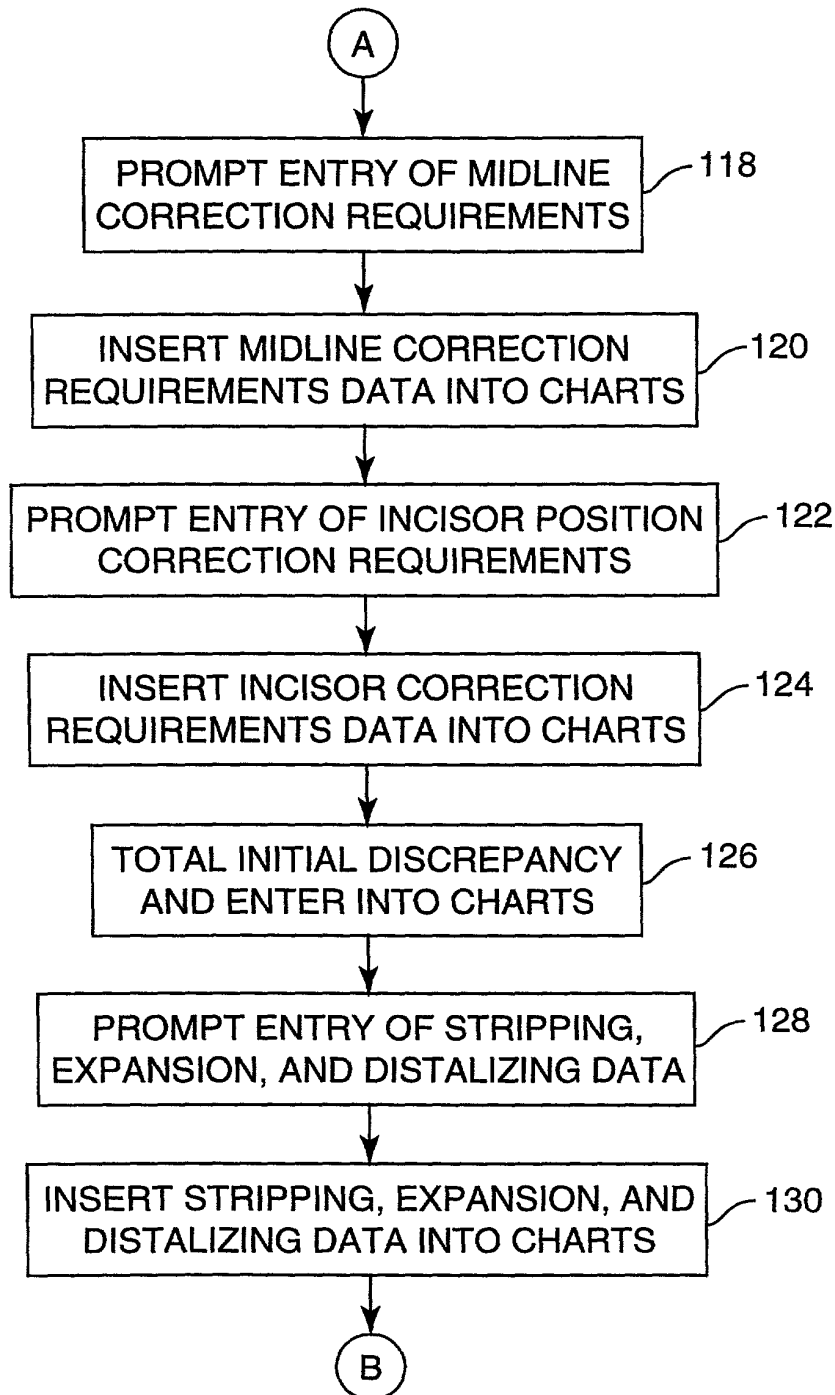 A
PROMPT ENTRY OF MIDLINE
CORRECTION REQUIREMENTS
118
INSERT MIDLINE CORRECTION
REQUIREMENTS DATA INTO CHARTS
120
PROMPT ENTRY OF INCISOR POSITION
CORRECTION REQUIREMENTS
122
INSERT INCISOR CORRECTION
REQUIREMENTS DATA INTO CHARTS
124
TOTAL INITIAL DISCREPANCY
AND ENTER INTO CHARTS
126
PROMPT ENTRY OF STRIPPING,
EXPANSION, AND DISTALIZING DATA
128
INSERT STRIPPING, EXPANSION, AND
DISTALIZING DATA INTO CHARTS
130
B